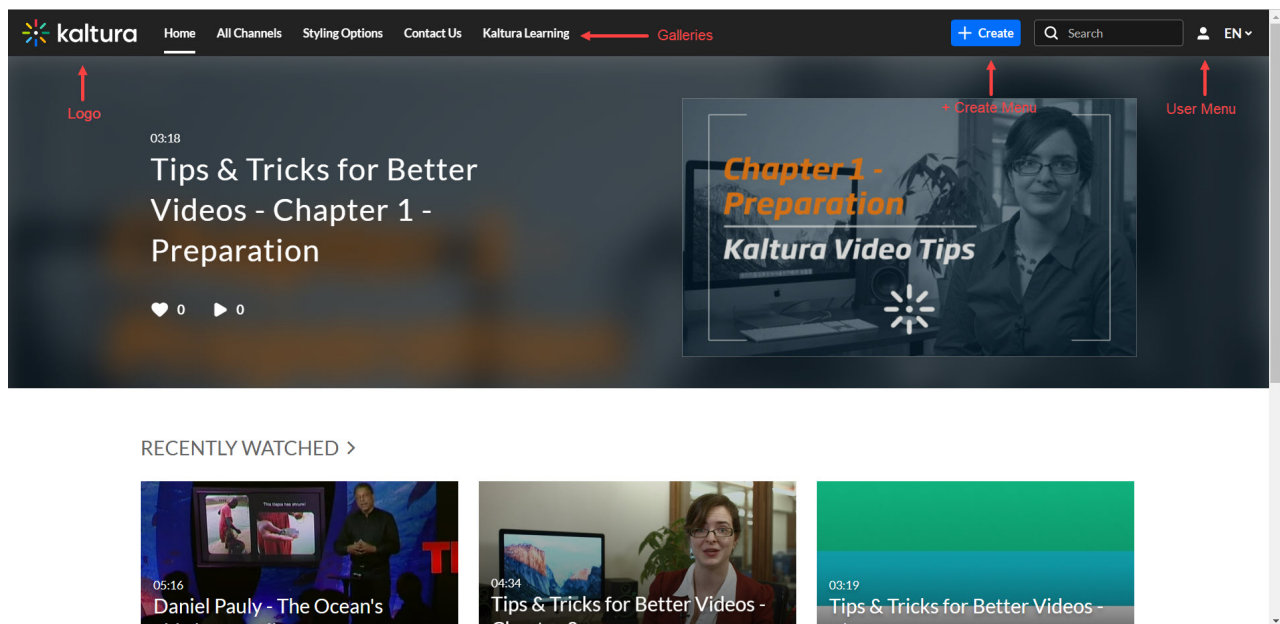 kaltura
Home All Channels Styling Options Contact Us Kaltura Learning Galleries + Create Search EN
Logo
+ Create Menu
User Menu
03:18
Tips & Tricks for Better
Videos - Chapter 1 -
Preparation
0 0
Chapter 1 -
Preparation
Kaltura Video Tips
RECENTLY WATCHED >
05:16
Daniel Pauly - The Ocean's
04:34
Tips & Tricks for Better Videos -
03:19
Tips & Tricks for Better Videos -